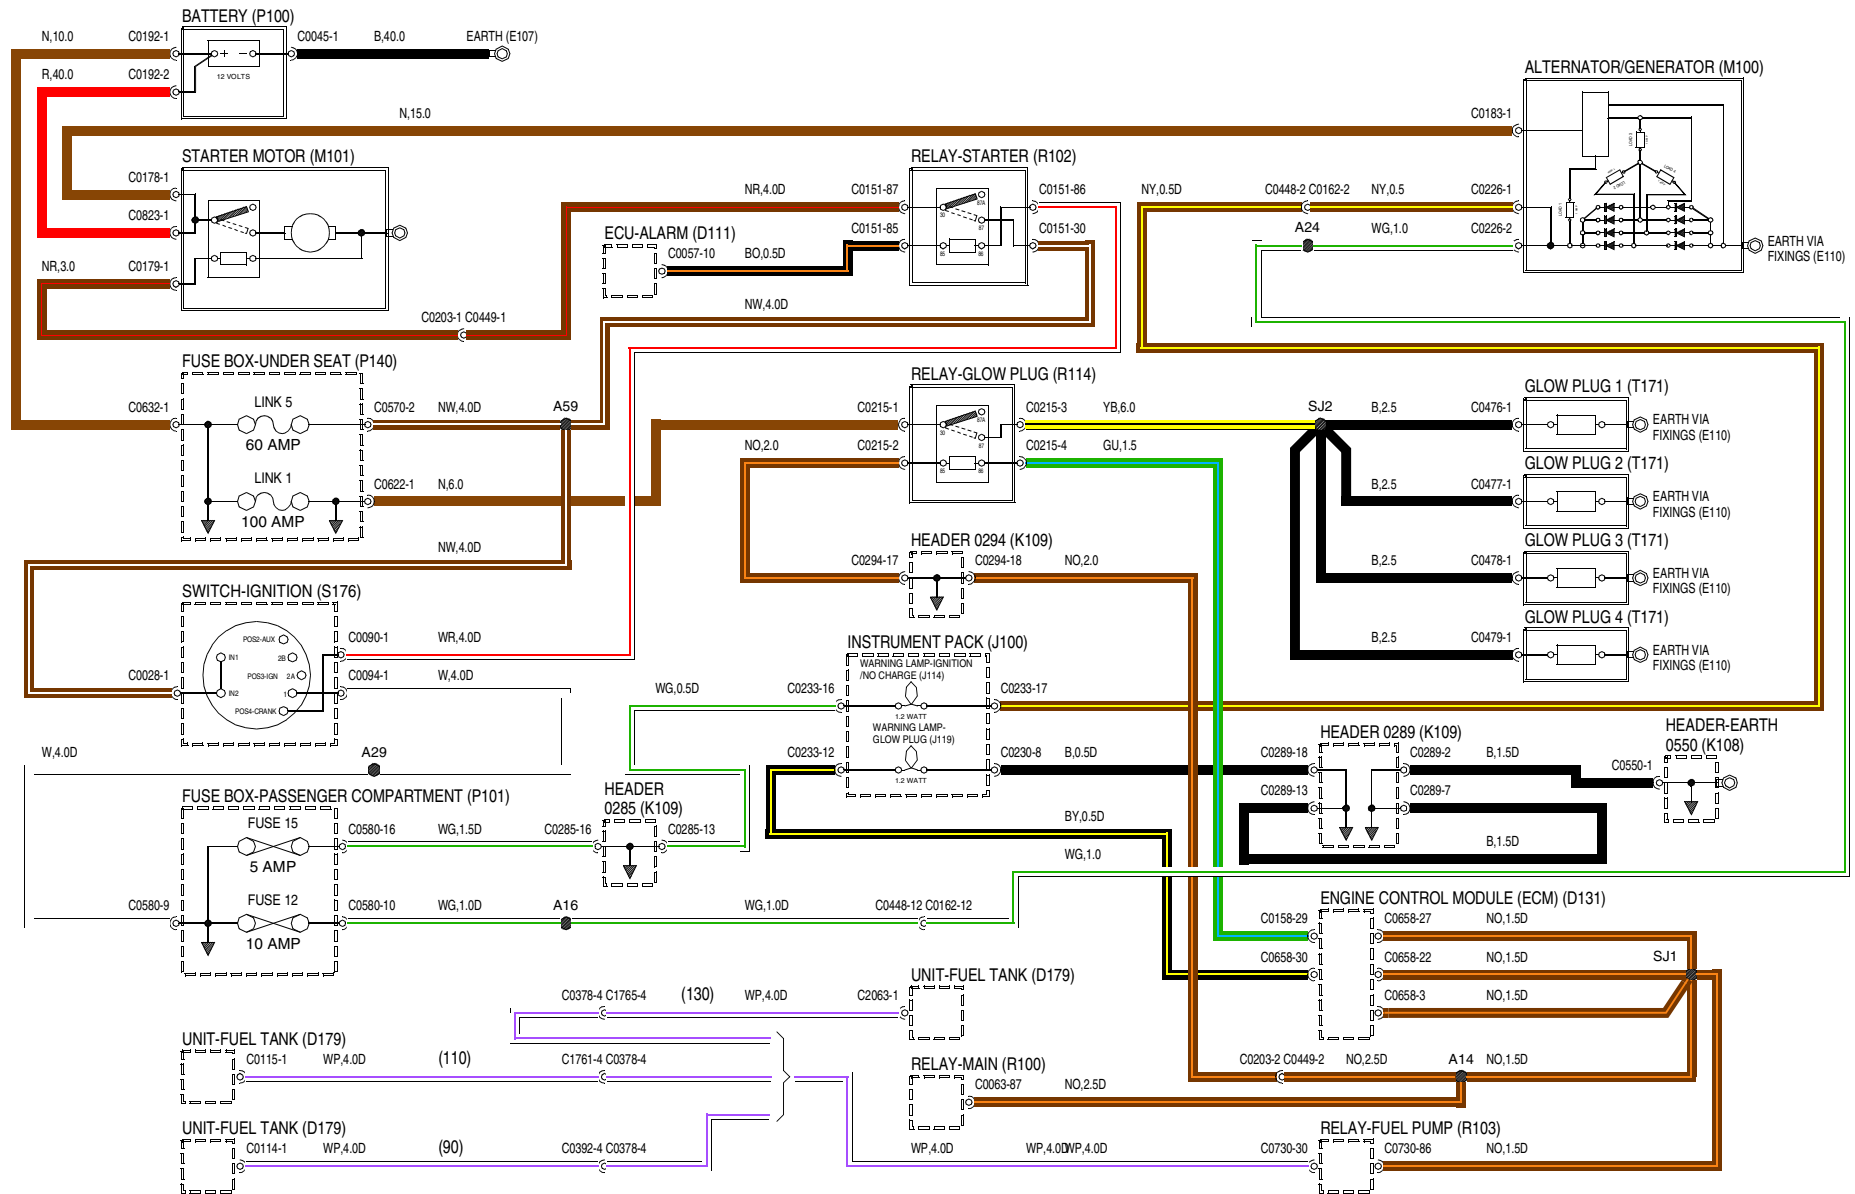 BATTERY (P100)
N,10.0 C0192-1 C0045-1 B,40.0 EARTH (E107)
+ −
R,40.0 C0192-2 12 VOLTS
ALTERNATOR/GENERATOR (M100)
N,15.0 C0183-1
STARTER MOTOR (M101) RELAY-STARTER (R102)
C0178-1 NR,4.0D C0151-87 C0151-86 NY,0.5D C0448-2 C0162-2 NY,0.5 C0226-1
30 87A 87 85 86
C0823-1 ECU-ALARM (D111) C0151-85 C0151-30 A24 WG,1.0 C0226-2
EARTH VIA
FIXINGS (E110)
NR,3.0 C0179-1 C0057-10 BO,0.5D
NW,4.0D
C0203-1 C0449-1
FUSE BOX-UNDER SEAT (P140) RELAY-GLOW PLUG (R114)
GLOW PLUG 1 (T171)
C0632-1 LINK 5 C0570-2 NW,4.0D A59 C0215-1 C0215-3 YB,6.0 SJ2 B,2.5 C0476-1
30 87A 87 85 86
EARTH VIA
FIXINGS (E110)
60 AMP NO,2.0 C0215-2 C0215-4 GU,1.5
GLOW PLUG 2 (T171)
LINK 1 C0622-1 N,6.0 B,2.5 C0477-1
EARTH VIA
FIXINGS (E110)
100 AMP
NW,4.0D HEADER 0294 (K109) GLOW PLUG 3 (T171)
C0294-17 C0294-18 NO,2.0 B,2.5 C0478-1
EARTH VIA
FIXINGS (E110)
SWITCH-IGNITION (S176)
GLOW PLUG 4 (T171)
POS2-AUX C0090-1 WR,4.0D B,2.5 C0479-1
EARTH VIA
FIXINGS (E110)
IN1 2B
POS3-IGN 2A
C0028-1 IN2 1 C0094-1 W,4.0D
POS4-CRANK
INSTRUMENT PACK (J100)
WARNING LAMP-IGNITION
/NO CHARGE (J114)
WG,0.5D C0233-16 C0233-17
1.2 WATT
WARNING LAMP-
GLOW PLUG (J119)
C0233-12 C0230-8 B,0.5D
1.2 WATT
HEADER 0289 (K109)
C0289-18 C0289-2 B,1.5D
HEADER-EARTH
0550 (K108)
C0550-1
C0289-13 C0289-7
B,1.5D
W,4.0D A29
FUSE BOX-PASSENGER COMPARTMENT (P101)
HEADER
0285 (K109)
FUSE 15 C0580-16 WG,1.5D C0285-16 C0285-13
5 AMP
BY,0.5D
WG,1.0
C0580-9 FUSE 12 C0580-10 WG,1.0D A16 WG,1.0D C0448-12 C0162-12
10 AMP
ENGINE CONTROL MODULE (ECM) (D131)
C0158-29 C0658-27 NO,1.5D
C0658-30 C0658-22 NO,1.5D SJ1
C0658-3 NO,1.5D
UNIT-FUEL TANK (D179)
C0378-4 C1765-4 (130) WP,4.0D C2063-1
UNIT-FUEL TANK (D179)
C0115-1 WP,4.0D (110) C1761-4 C0378-4
RELAY-MAIN (R100)
C0063-87 NO,2.5D
C0203-2 C0449-2 NO,2.5D A14 NO,1.5D
UNIT-FUEL TANK (D179)
C0114-1 WP,4.0D (90) C0392-4 C0378-4
RELAY-FUEL PUMP (R103)
WP,4.0D WP,4.0D WP,4.0D C0730-30 C0730-86 NO,1.5D